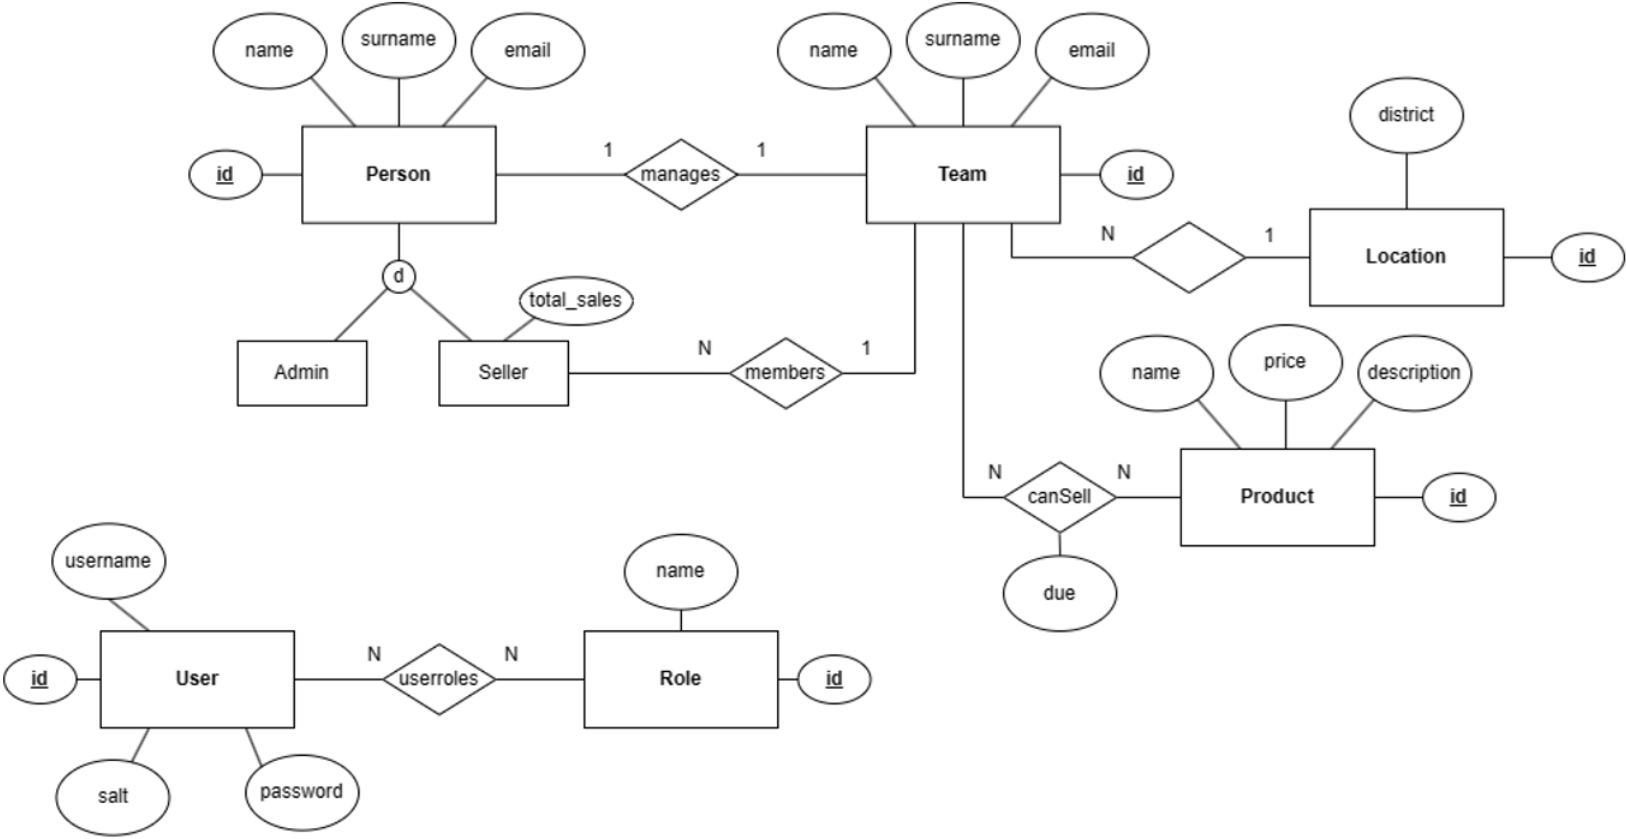 name
surname
email
id
Person
1
manages
1
name
surname
email
Team
id
district
N
1
Location
id
d
Admin
Seller
total_sales
N
members
1
name
price
description
N
canSell
N
Product
id
due
username
id
User
salt
password
N
userroles
N
name
Role
id